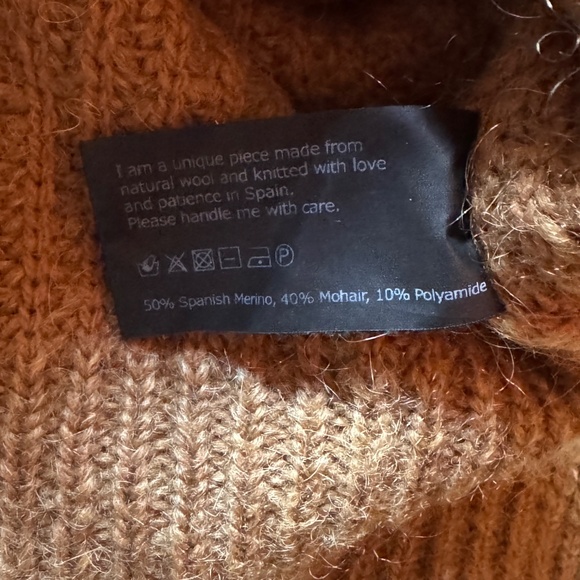 I am a unique piece made from
natural wool and knitted with love
and patience in Spain.
Please handle me with care.
P
50% Spanish Merino, 40% Mohair, 10% Polyamide